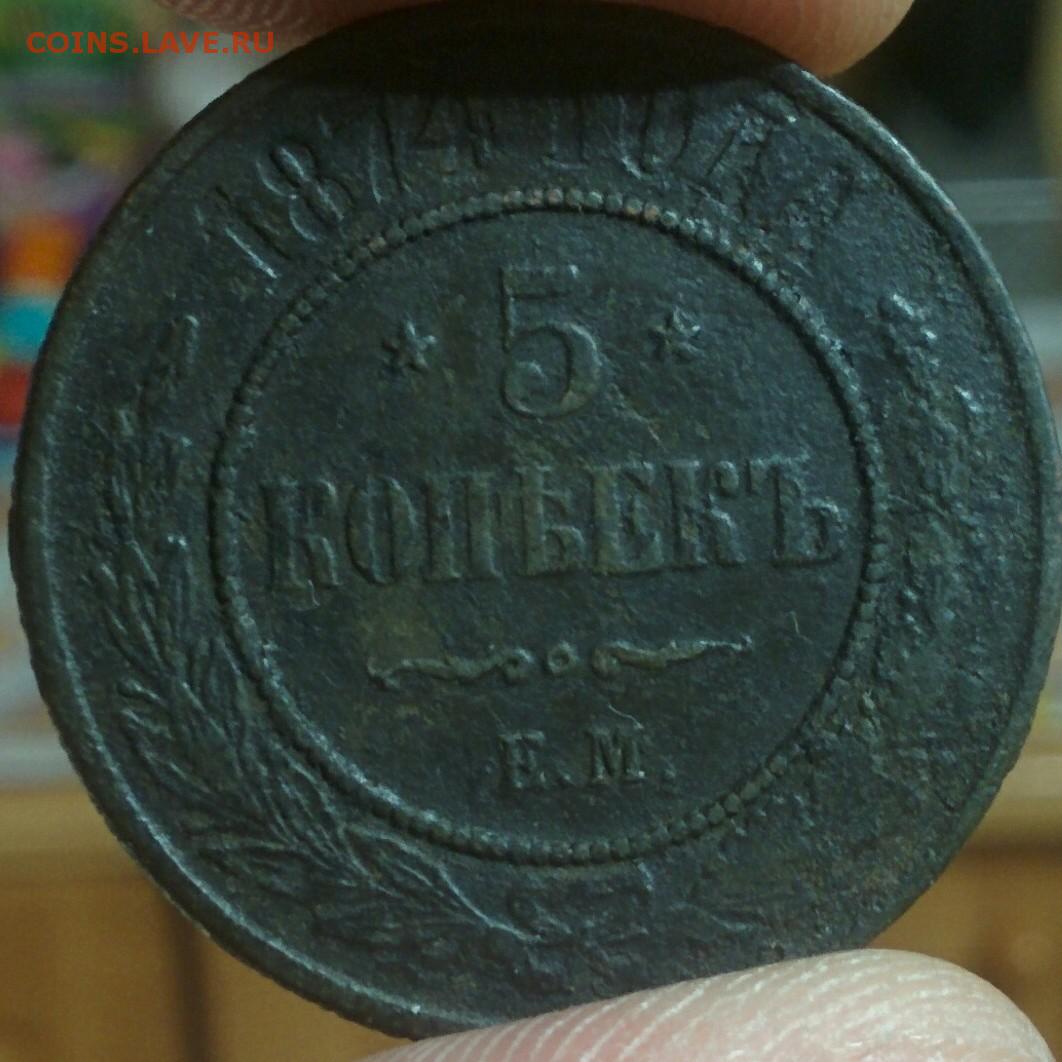 COINS.LAVE.RU
1874 ГОДА
* 5 *
КОПѢЕКЪ
Е.М.